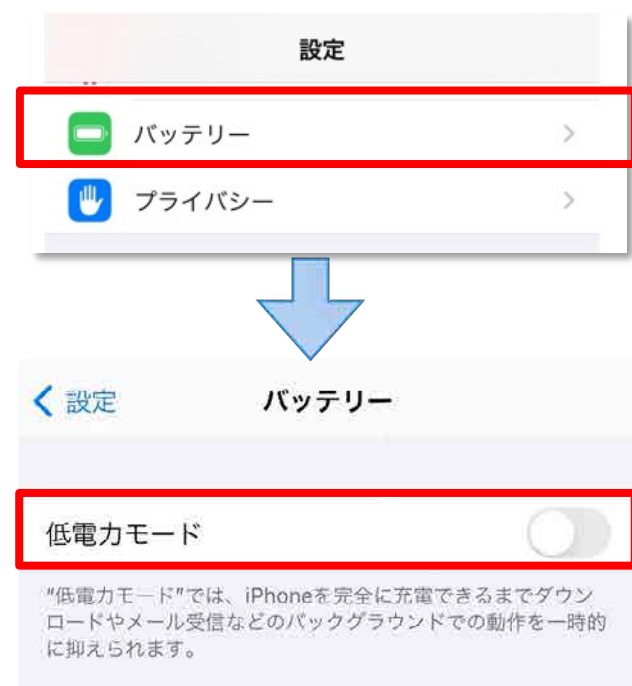 設定
バッテリー
プライバシー
設定
バッテリー
低電力モード
“低電力モード”では、iPhoneを完全に充電できるまでダウン
ロードやメール受信などのバックグラウンドでの動作を一時的
に抑えられます。